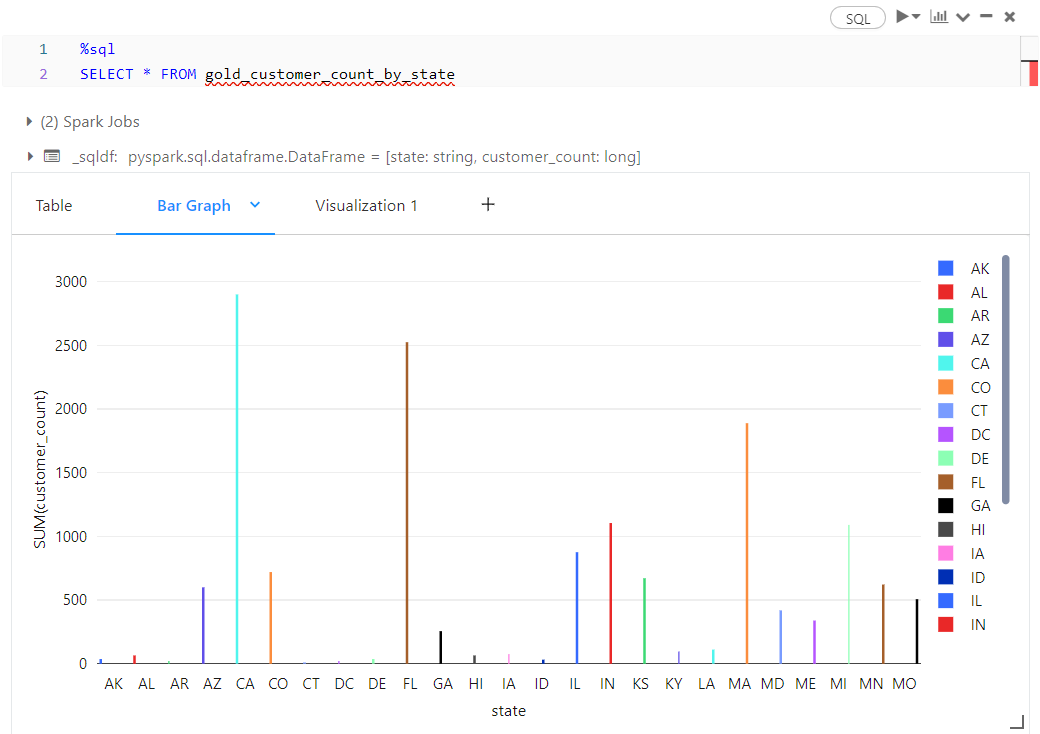 SQL
1 %sql
2 SELECT * FROM gold_customer_count_by_state
(2) Spark Jobs
_sqldf: pyspark.sql.dataframe.DataFrame = [state: string, customer_count: long]
Table Bar Graph Visualization 1 +
SUM(customer_count)
3000
2500
2000
1500
1000
500
0
AK AL AR AZ CA CO CT DC DE FL GA HI IA ID IL IN KS KY LA MA MD ME MI MN MO
state
AK
AL
AR
AZ
CA
CO
CT
DC
DE
FL
GA
HI
IA
ID
IL
IN